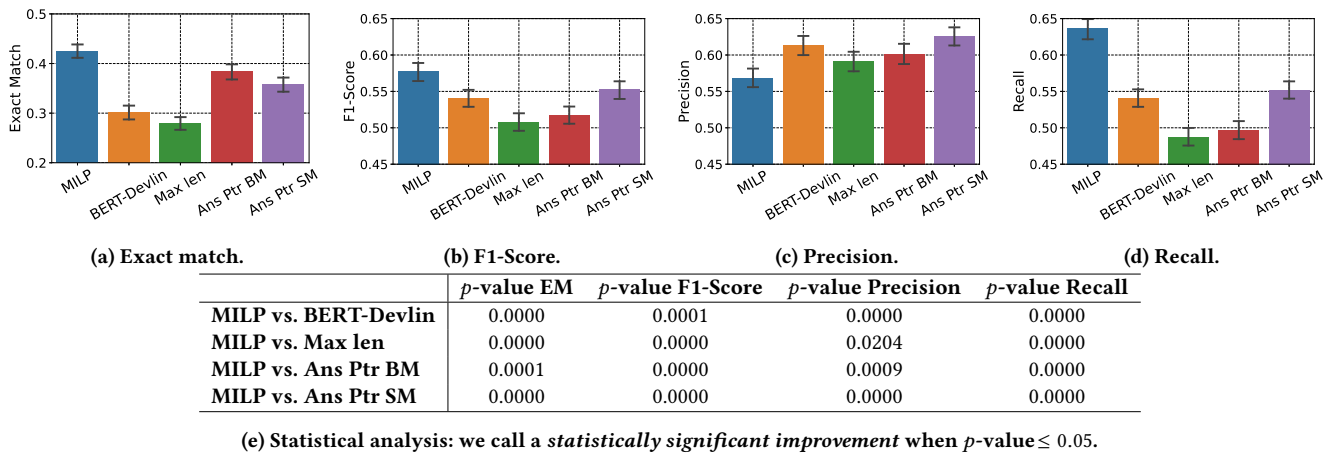 0.5
0.4
0.3
0.2
Exact Match
MILP
BERT-Devlin
Max len
Ans Ptr BM
Ans Ptr SM
(a) Exact match.
0.65
0.60
0.55
0.50
0.45
F1-Score
MILP
BERT-Devlin
Max len
Ans Ptr BM
Ans Ptr SM
(b) F1-Score.
0.65
0.60
0.55
0.50
0.45
Precision
MILP
BERT-Devlin
Max len
Ans Ptr BM
Ans Ptr SM
(c) Precision.
0.65
0.60
0.55
0.50
0.45
Recall
MILP
BERT-Devlin
Max len
Ans Ptr BM
Ans Ptr SM
(d) Recall.
p-value EM p-value F1-Score p-value Precision p-value Recall
MILP vs. BERT-Devlin 0.0000 0.0001 0.0000 0.0000
MILP vs. Max len 0.0000 0.0000 0.0204 0.0000
MILP vs. Ans Ptr BM 0.0001 0.0000 0.0009 0.0000
MILP vs. Ans Ptr SM 0.0000 0.0000 0.0000 0.0000
(e) Statistical analysis: we call a statistically significant improvement when p-value ≤ 0.05.